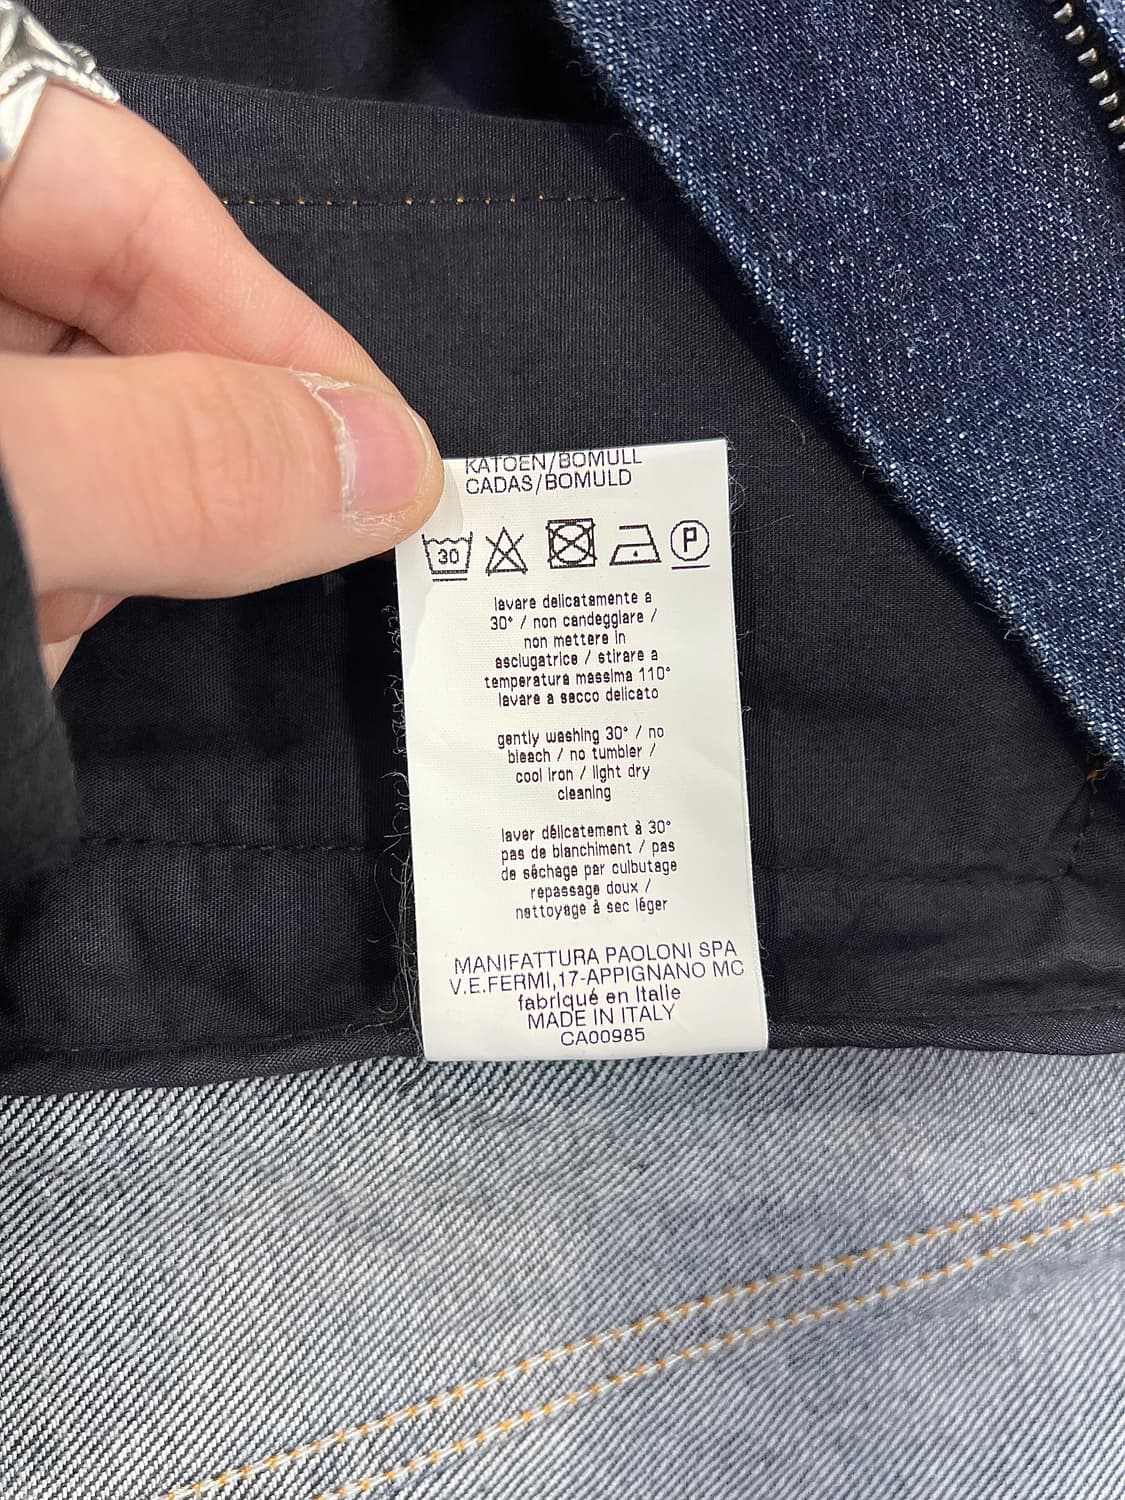 KATOEN/BOMULL
CADAS/BOMULD
30 P
lavare delicatamente a
30° / non candeggiare /
non mettere in
asciugatrice / stirare a
temperatura massima 110°
lavare a secco delicato
gently washing 30° / no
bleach / no tumbler /
cool iron / light dry
cleaning
laver délicatement à 30°
pas de blanchiment / pas
de séchage par culbutage
repassage doux /
nettoyage à sec léger
MANIFATTURA PAOLONI SPA
V.E.FERMI,17-APPIGNANO MC
fabriqué en Italie
MADE IN ITALY
CA00985